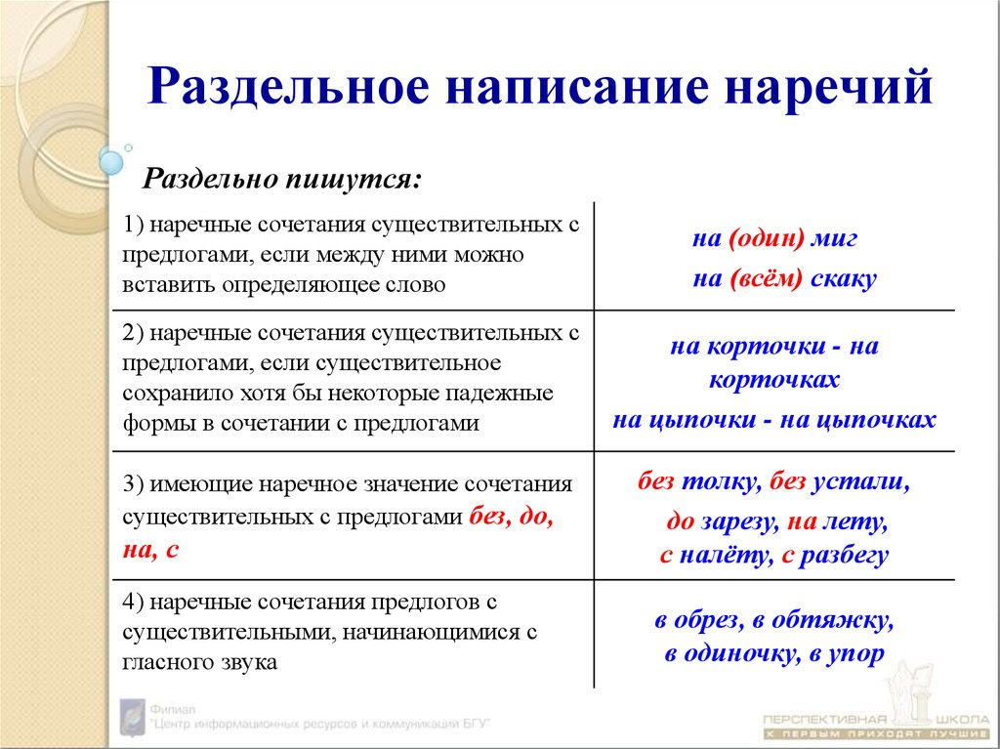 Раздельное написание наречий
Раздельно пишутся:
1) наречные сочетания существительных с
предлогами, если между ними можно
вставить определяющее слово
на (один) миг
на (всём) скаку
2) наречные сочетания существительных с
предлогами, если существительное
сохранило хотя бы некоторые падежные
формы в сочетании с предлогами
на корточки - на
корточках
на цыпочки - на цыпочках
3) имеющие наречное значение сочетания
существительных с предлогами без, до,
на, с
без толку, без устали,
до зарезу, на лету,
с налёту, с разбегу
4) наречные сочетания предлогов с
существительными, начинающимися с
гласного звука
в обрез, в обтяжку,
в одиночку, в упор
Филиал
"Центр информационных ресурсов и коммуникаций БГУ"
ПЕРСПЕКТИВНАЯ ШКОЛА
К ПЕРВЫМ ПРИХОДЯТ ЛУЧШИЕ